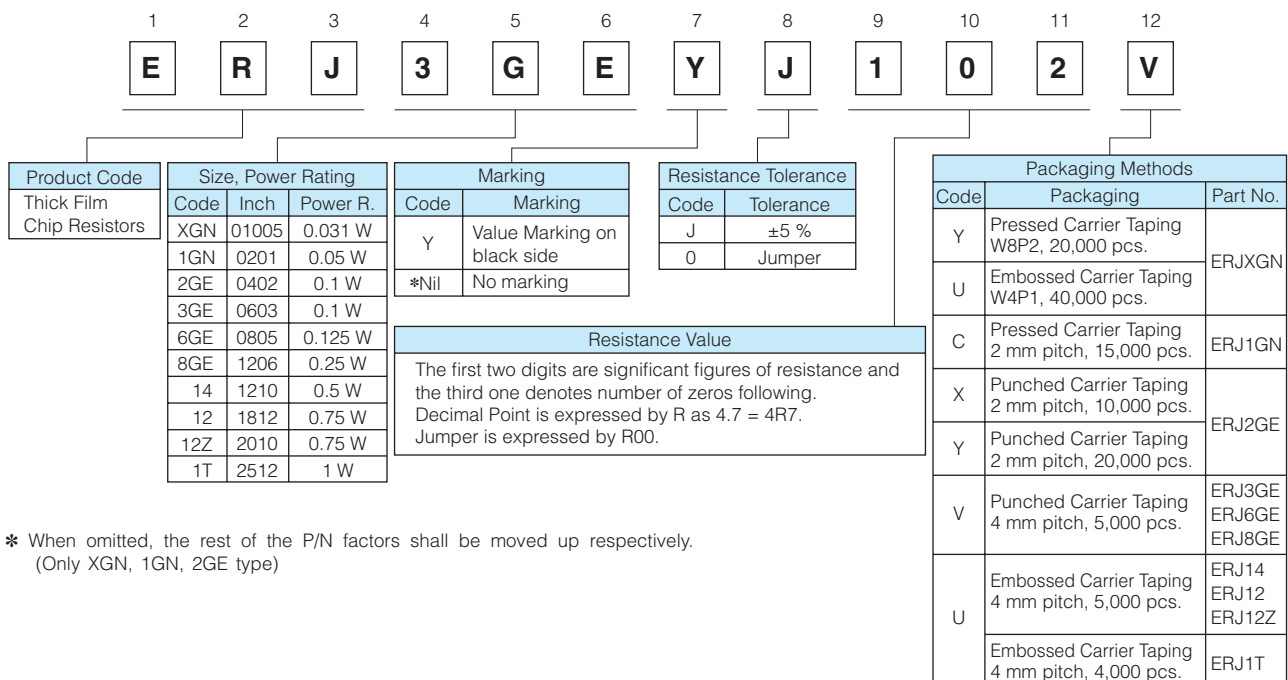 1 2 3 4 5 6 7 8 9 10 11 12
E R J 3 G E Y J 1 0 2 V
Product Code
Thick Film
Chip Resistors
Size, Power Rating
Code Inch Power R.
XGN 01005 0.031 W
1GN 0201 0.05 W
2GE 0402 0.1 W
3GE 0603 0.1 W
6GE 0805 0.125 W
8GE 1206 0.25 W
14 1210 0.5 W
12 1812 0.75 W
12Z 2010 0.75 W
1T 2512 1 W
Marking
Code Marking
Y Value Marking on
black side
✻Nil No marking
Resistance Tolerance
Code Tolerance
J ±5 %
0 Jumper
Resistance Value
The first two digits are significant figures of resistance and
the third one denotes number of zeros following.
Decimal Point is expressed by R as 4.7 = 4R7.
Jumper is expressed by R00.
Packaging Methods
Code Packaging Part No.
Y Pressed Carrier Taping
W8P2, 20,000 pcs.
ERJXGN
U Embossed Carrier Taping
W4P1, 40,000 pcs.
C Pressed Carrier Taping
2 mm pitch, 15,000 pcs.
ERJ1GN
X Punched Carrier Taping
2 mm pitch, 10,000 pcs.
ERJ2GE
Y Punched Carrier Taping
2 mm pitch, 20,000 pcs.
V Punched Carrier Taping
4 mm pitch, 5,000 pcs.
ERJ3GE
ERJ6GE
ERJ8GE
U Embossed Carrier Taping
4 mm pitch, 5,000 pcs.
ERJ14
ERJ12
ERJ12Z
Embossed Carrier Taping
4 mm pitch, 4,000 pcs.
ERJ1T
✻ When omitted, the rest of the P/N factors shall be moved up respectively.
(Only XGN, 1GN, 2GE type)